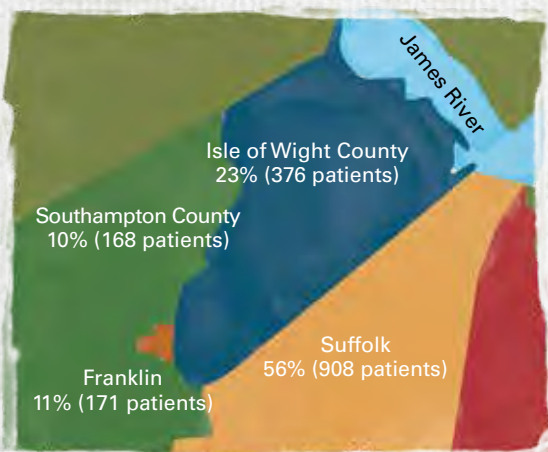 James River
Isle of Wight County
23% (376 patients)
Southampton County
10% (168 patients)
Suffolk
56% (908 patients)
Franklin
11% (171 patients)